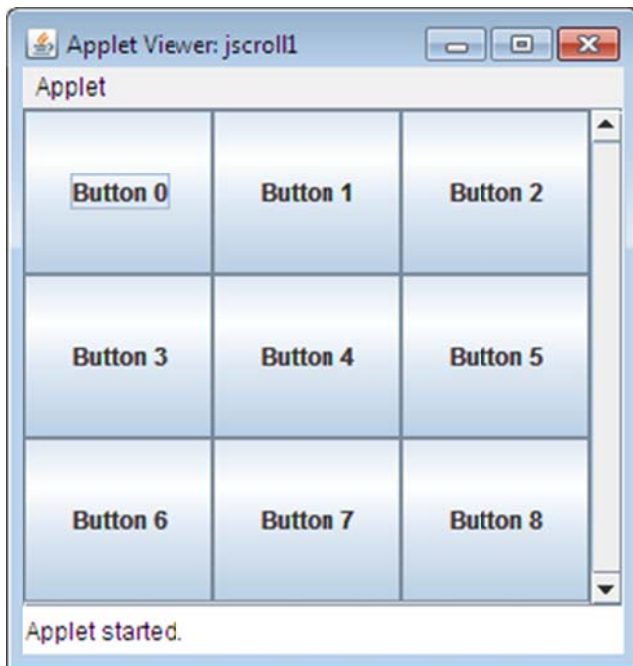 Applet Viewer: jscroll1
Applet
Button 0 Button 1 Button 2
Button 3 Button 4 Button 5
Button 6 Button 7 Button 8
Applet started.